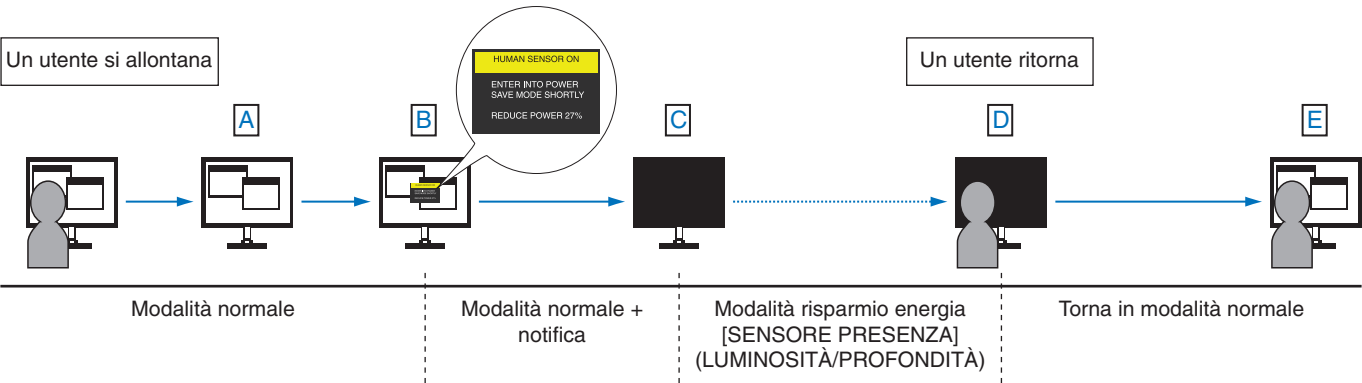 Un utente si allontana
HUMAN SENSOR ON
ENTER INTO POWER
SAVE MODE SHORTLY
REDUCE POWER 27%
Un utente ritorna
A
B
C
D
E
Modalità normale
Modalità normale +
notifica
Modalità risparmio energia
[SENSORE PRESENZA]
(LUMINOSITÀ/PROFONDITÀ)
Torna in modalità normale